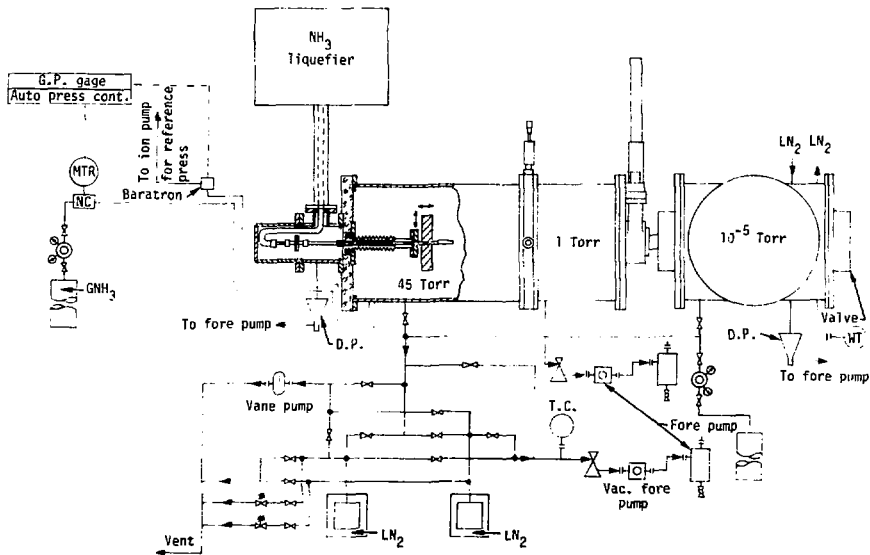 NH3
liquefier
G.P. gage
Auto press cont.
To ion pump
for reference
press
MTR
NC
Baratron
GNH3
LN2
LN2
45 Torr
1 Torr
10-5 Torr
Valve
WT
To fore pump
D.P.
D.P.
To fore pump
Vane pump
T.C.
Fore pump
Vac. fore
pump
LN2
LN2
Vent